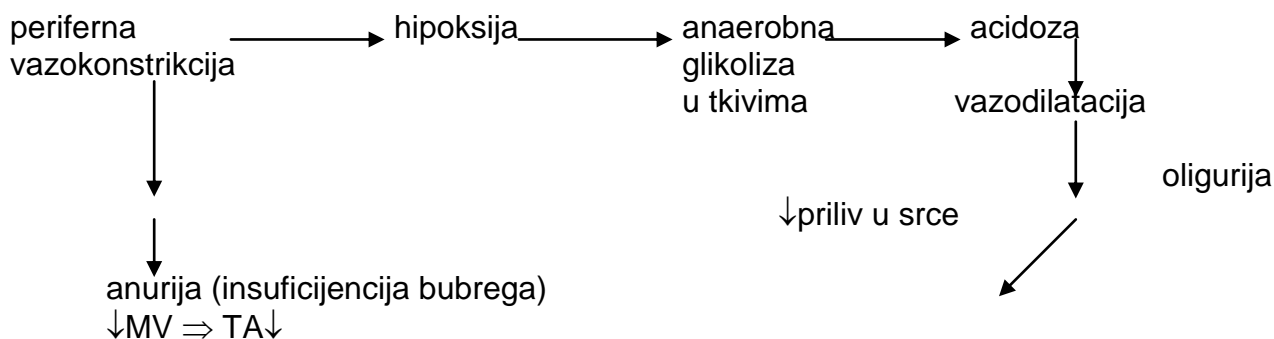 periferna hipoksija anaerobna acidoza
vazokonstrikcija glikoliza
u tkivima vazodilatacija
oligurija
↓priliv u srce
anurija (insuficijencija bubrega)
↓MV ⇒ TA↓